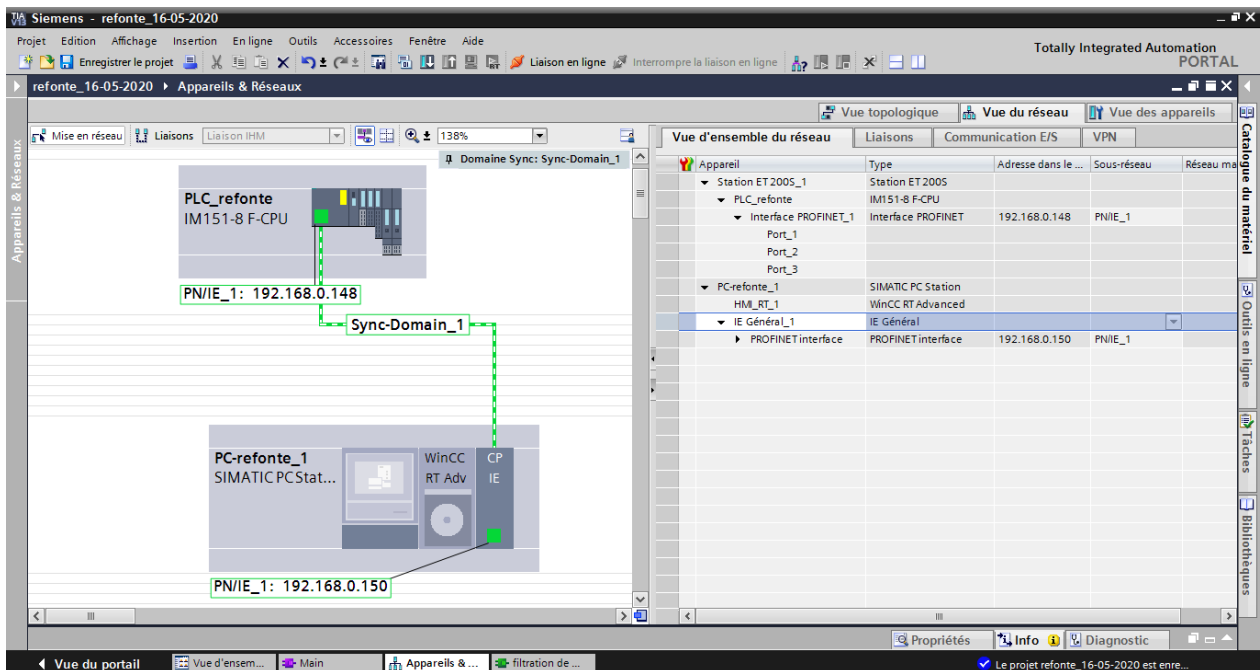 Siemens - refonte_16-05-2020
Projet Edition Affichage Insertion En ligne Outils Accessoires Fenêtre Aide
Totally Integrated Automation
PORTAL
Enregistrer le projet Liaison en ligne Interrompre la liaison en ligne
refonte_16-05-2020 Appareils & Réseaux
Vue topologique Vue du réseau Vue des appareils
Mise en réseau Liaisons Liaison IHM 138%
Domaine Sync: Sync-Domain_1
PLC_refonte
IM151-8 F-CPU
PN/IE_1: 192.168.0.148
Sync-Domain_1
PC-refonte_1
SIMATIC PC Stat...
WinCC
RT Adv
CP
IE
PN/IE_1: 192.168.0.150
Vue d'ensemble du réseau Liaisons Communication E/S VPN
Appareil Type Adresse dans le ... Sous-réseau Réseau ma
Station ET200S_1 Station ET200S
PLC_refonte IM151-8 F-CPU
Interface PROFINET_1 Interface PROFINET 192.168.0.148 PN/IE_1
Port_1
Port_2
Port_3
PC-refonte_1 SIMATIC PC Station
HMI_RT_1 WinCC RT Advanced
IE Général_1 IE Général
PROFINET interface PROFINET interface 192.168.0.150 PN/IE_1
Appareils & Réseaux
Catalogue du matériel
Outils en ligne
Tâches
Bibliothèques
Propriétés Info Diagnostic
Vue du portail Vue d'ensem... Main Appareils & ... filtration de ... Le projet refonte_16-05-2020 est enre...